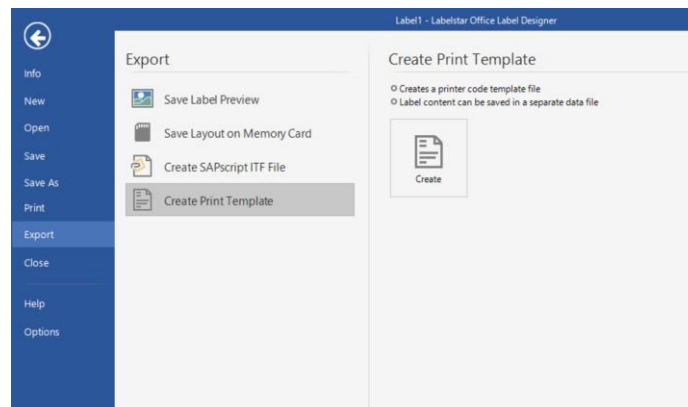 Label1 - Labelstar Office Label Designer
Info
New
Open
Save
Save As
Print
Export
Close
Help
Options
Export
Save Label Preview
Save Layout on Memory Card
Create SAPscript ITF File
Create Print Template
Create Print Template
Creates a printer code template file
Label content can be saved in a separate data file
Create